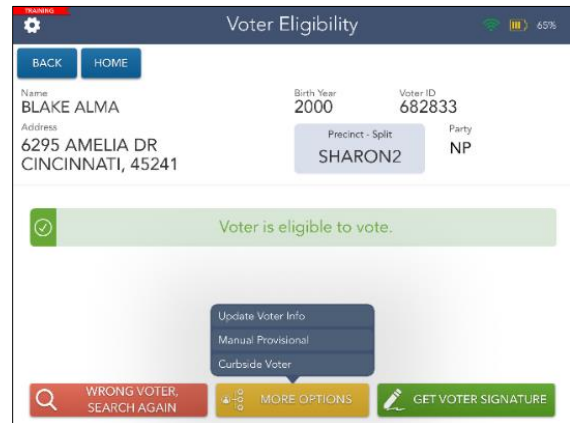 TRAINING
Voter Eligibility
65%
BACK HOME
Name Birth Year Voter ID
BLAKE ALMA 2000 682833
Address Precinct - Split Party
6295 AMELIA DR SHARON2 NP
CINCINNATI, 45241
Voter is eligible to vote.
Update Voter Info
Manual Provisional
Curbside Voter
WRONG VOTER, SEARCH AGAIN
MORE OPTIONS
GET VOTER SIGNATURE